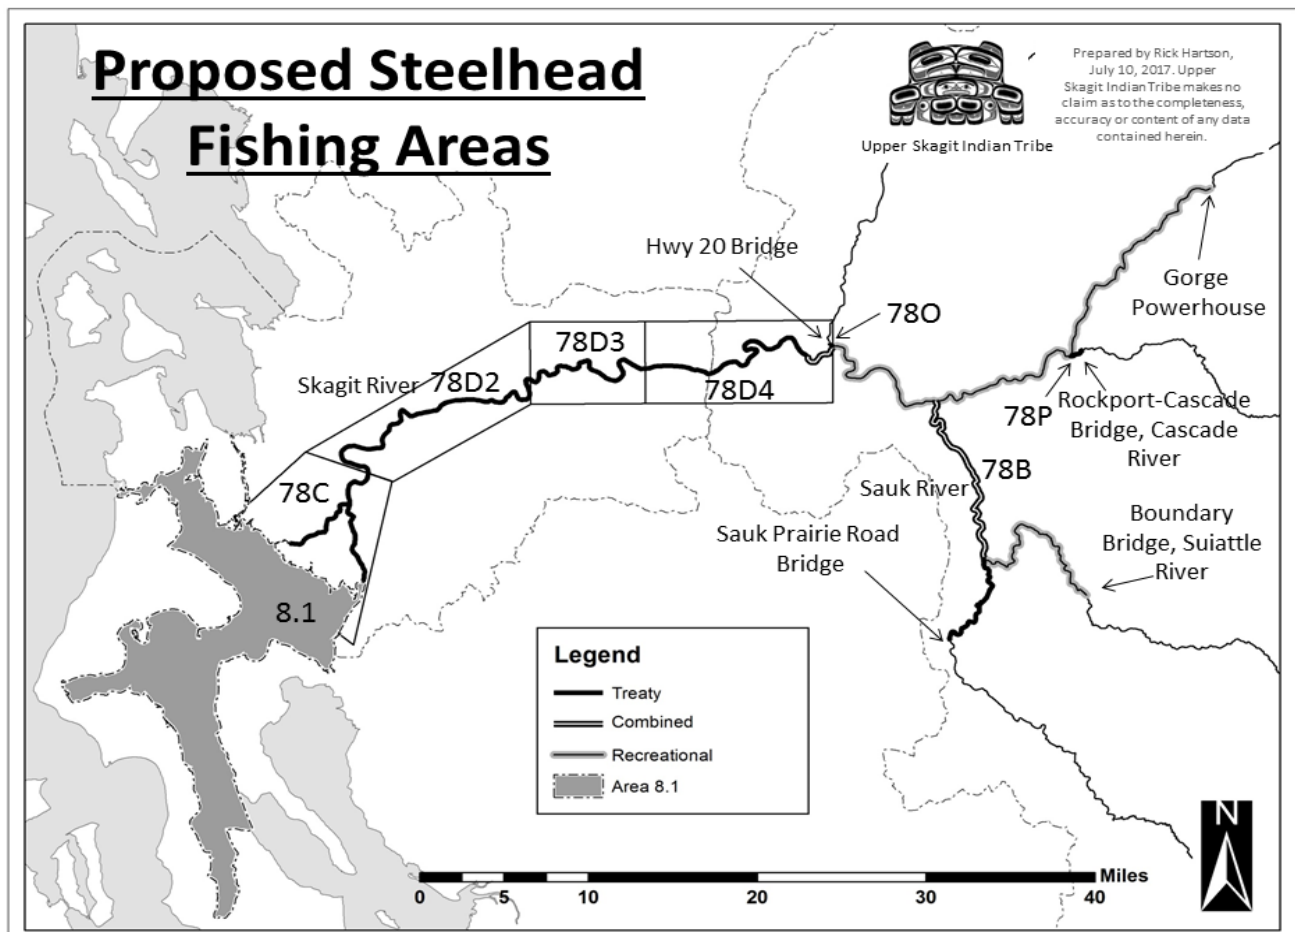 Proposed Steelhead
Fishing Areas
Prepared by Rick Hartson,
July 10, 2017. Upper
Skagit Indian Tribe makes no
claim as to the completeness,
accuracy or content of any data
contained herein.
Upper Skagit Indian Tribe
Hwy 20 Bridge
78O
Gorge
Powerhouse
78D3
Skagit River
78D2
78D4
78P
Rockport-Cascade
Bridge, Cascade
River
78B
78C
Sauk River
Sauk Prairie Road
Bridge
Boundary
Bridge, Suiattle
River
8.1
Legend
Treaty
Combined
Recreational
Area 8.1
N
Miles
0
5
10
20
30
40